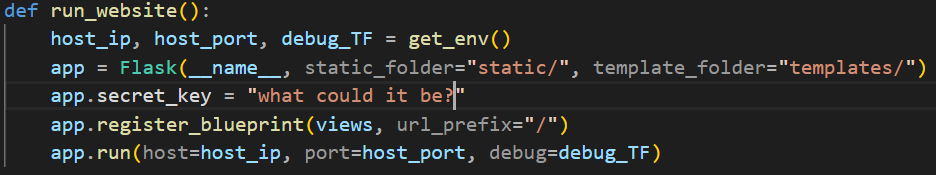 def run_website():
    host_ip, host_port, debug_TF = get_env()
    app = Flask(__name__, static_folder="static/", template_folder="templates/")
    app.secret_key = "what could it be?"
    app.register_blueprint(views, url_prefix="/")
    app.run(host=host_ip, port=host_port, debug=debug_TF)